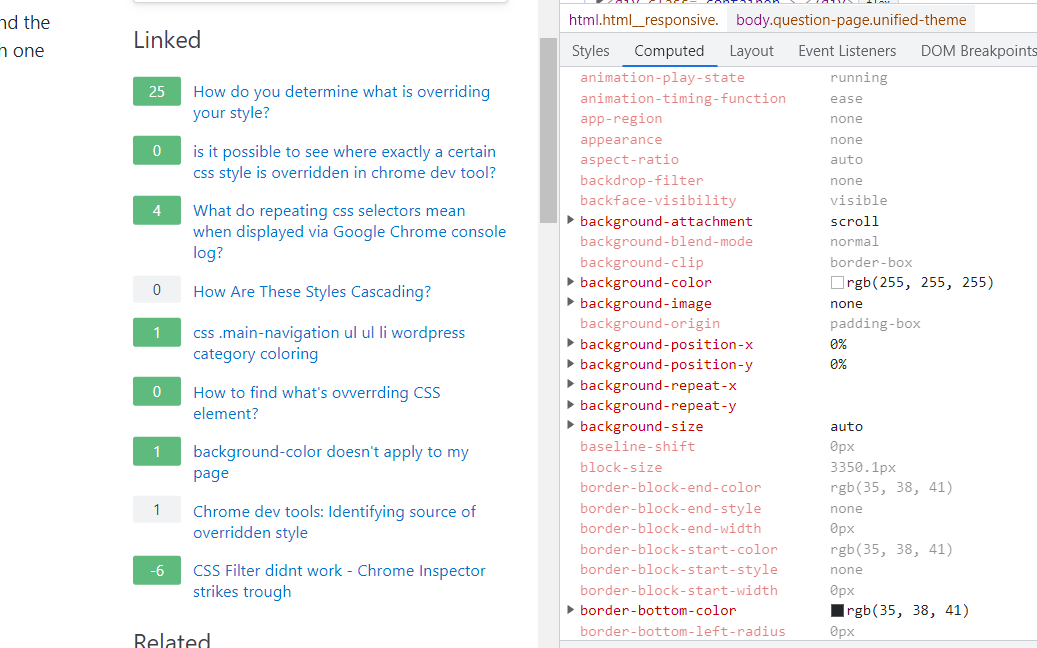 nd the
h one
Linked
25 How do you determine what is overriding
your style?
0 is it possible to see where exactly a certain
css style is overridden in chrome dev tool?
4 What do repeating css selectors mean
when displayed via Google Chrome console
log?
0 How Are These Styles Cascading?
1 css .main-navigation ul ul li wordpress
category coloring
0 How to find what's ovverrding CSS
element?
1 background-color doesn't apply to my
page
1 Chrome dev tools: Identifying source of
overridden style
-6 CSS Filter didnt work - Chrome Inspector
strikes trough
Related
html.html__responsive. body.question-page.unified-theme
Styles Computed Layout Event Listeners DOM Breakpoints
animation-play-state running
animation-timing-function ease
app-region none
appearance none
aspect-ratio auto
backdrop-filter none
backface-visibility visible
background-attachment scroll
background-blend-mode normal
background-clip border-box
background-color rgb(255, 255, 255)
background-image none
background-origin padding-box
background-position-x 0%
background-position-y 0%
background-repeat-x
background-repeat-y
background-size auto
baseline-shift 0px
block-size 3350.1px
border-block-end-color rgb(35, 38, 41)
border-block-end-style none
border-block-end-width 0px
border-block-start-color rgb(35, 38, 41)
border-block-start-style none
border-block-start-width 0px
border-bottom-color rgb(35, 38, 41)
border-bottom-left-radius 0px